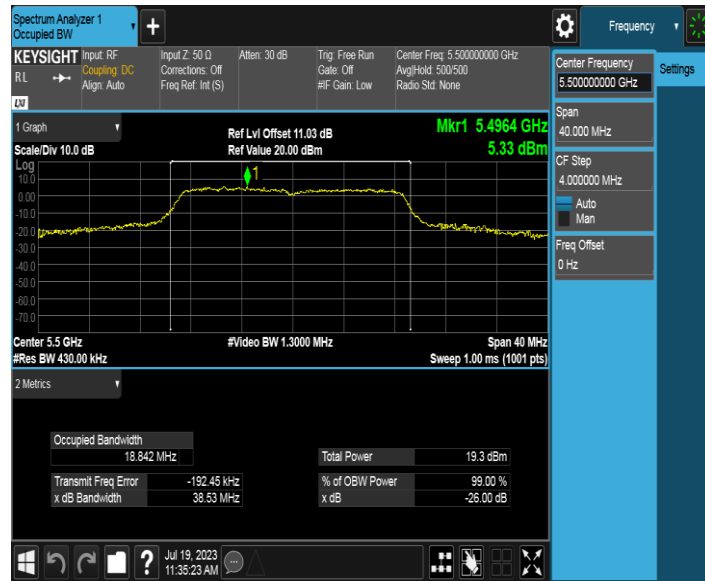 Spectrum Analyzer 1
Occupied BW
+
Frequency
KEYSIGHT
RL
LXI
Input: RF
Coupling: DC
Align: Auto
Input Z: 50 Ω
Corrections: Off
Freq Ref: Int (S)
Atten: 30 dB
Trig: Free Run
Gate: Off
#IF Gain: Low
Center Freq: 5.500000000 GHz
Avg|Hold: 500/500
Radio Std: None
Center Frequency
5.500000000 GHz
Settings
Span
40.000 MHz
CF Step
4.000000 MHz
Auto
Man
Freq Offset
0 Hz
1 Graph
Scale/Div 10.0 dB
Ref Lvl Offset 11.03 dB
Ref Value 20.00 dBm
Mkr1 5.4964 GHz
5.33 dBm
Log
10.0
0.00
-10.0
-20.0
-30.0
-40.0
-50.0
-60.0
-70.0
1
Center 5.5 GHz
#Res BW 430.00 kHz
#Video BW 1.3000 MHz
Span 40 MHz
Sweep 1.00 ms (1001 pts)
2 Metrics
Occupied Bandwidth
18.842 MHz
Transmit Freq Error -192.45 kHz
x dB Bandwidth 38.53 MHz
Total Power 19.3 dBm
% of OBW Power 99.00 %
x dB -26.00 dB
?
Jul 19, 2023
11:35:23 AM